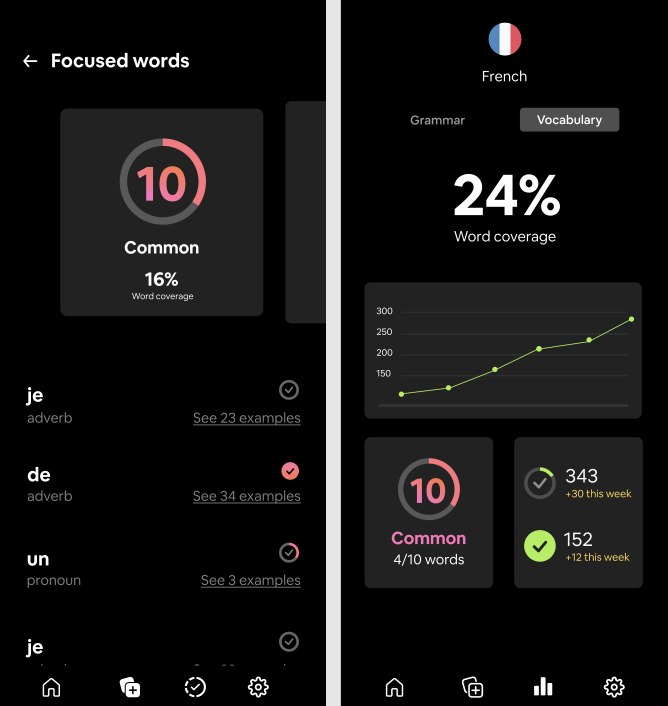 Focused words
10
Common
16%
Word coverage
je
adverb
See 23 examples
de
adverb
See 34 examples
un
pronoun
See 3 examples
je
French
Grammar
Vocabulary
24%
Word coverage
300
250
200
150
10
Common
4/10 words
343
+30 this week
152
+12 this week